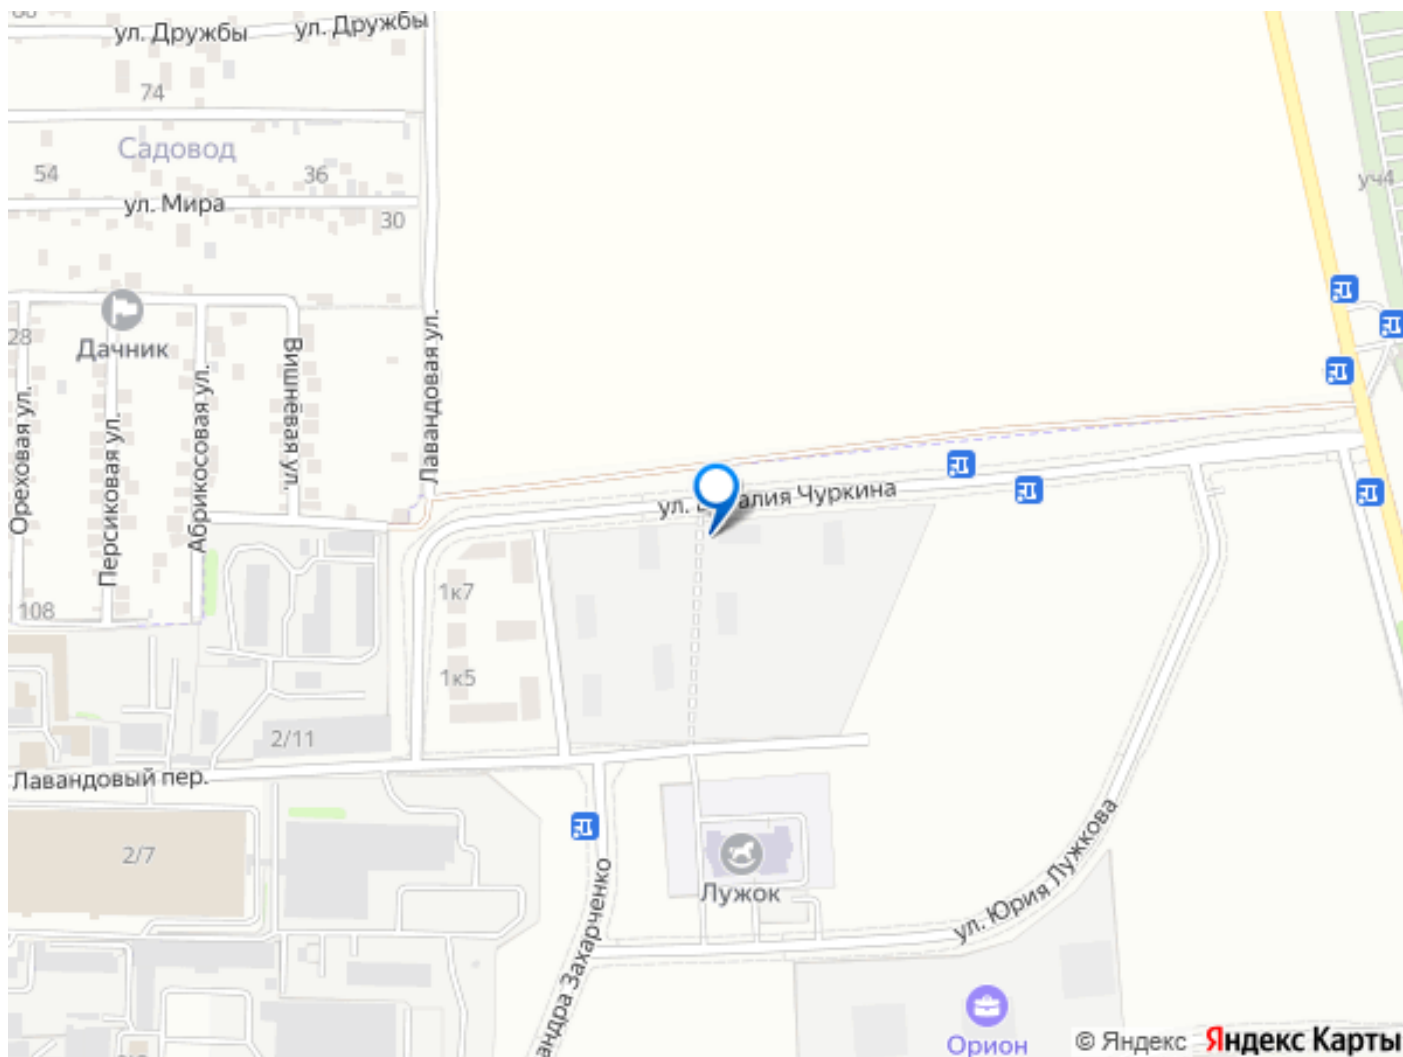 ул. Дружбы
ул. Дружбы
74
Садовод
54
36
уч4
ул. Мира
30
28
Дачник
Ореховая ул.
Персиковая ул.
Абрикосовая ул.
Вишнёвая ул.
Лавандовая ул.
ул. Виталия Чуркина
108
1к7
1к5
2/11
Лавандовый пер.
2/7
Лужок
ул. Юрия Лужкова
андра Захарченко
Орион
© Яндекс Яндекс Карты